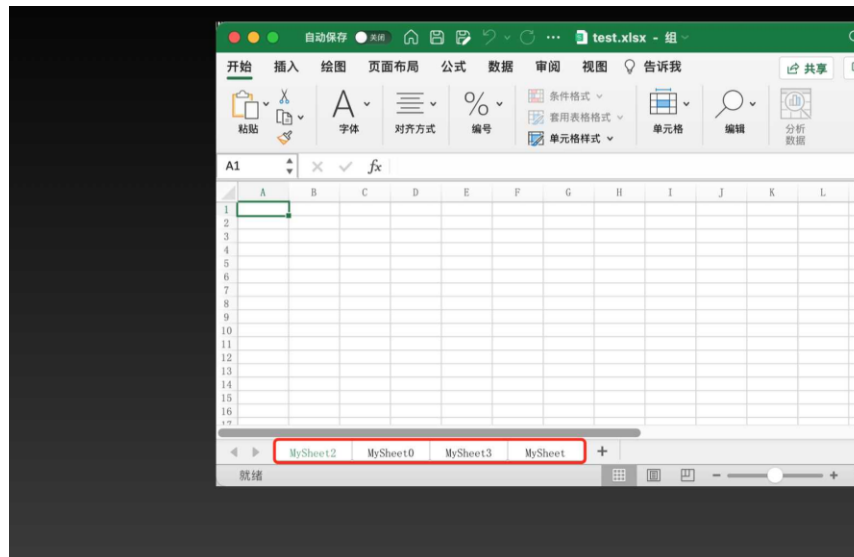 自动保存 关闭 test.xlsx - 组
开始 插入 绘图 页面布局 公式 数据 审阅 视图 告诉我 共享
粘贴 字体 对齐方式 % 编号 条件格式 套用表格格式 单元格样式 单元格 编辑 分析数据
A1 fx
A B C D E F G H I J K L
1
2
3
4
5
6
7
8
9
10
11
12
13
14
15
16
17
MySheet2 MySheet0 MySheet3 MySheet +
就绪